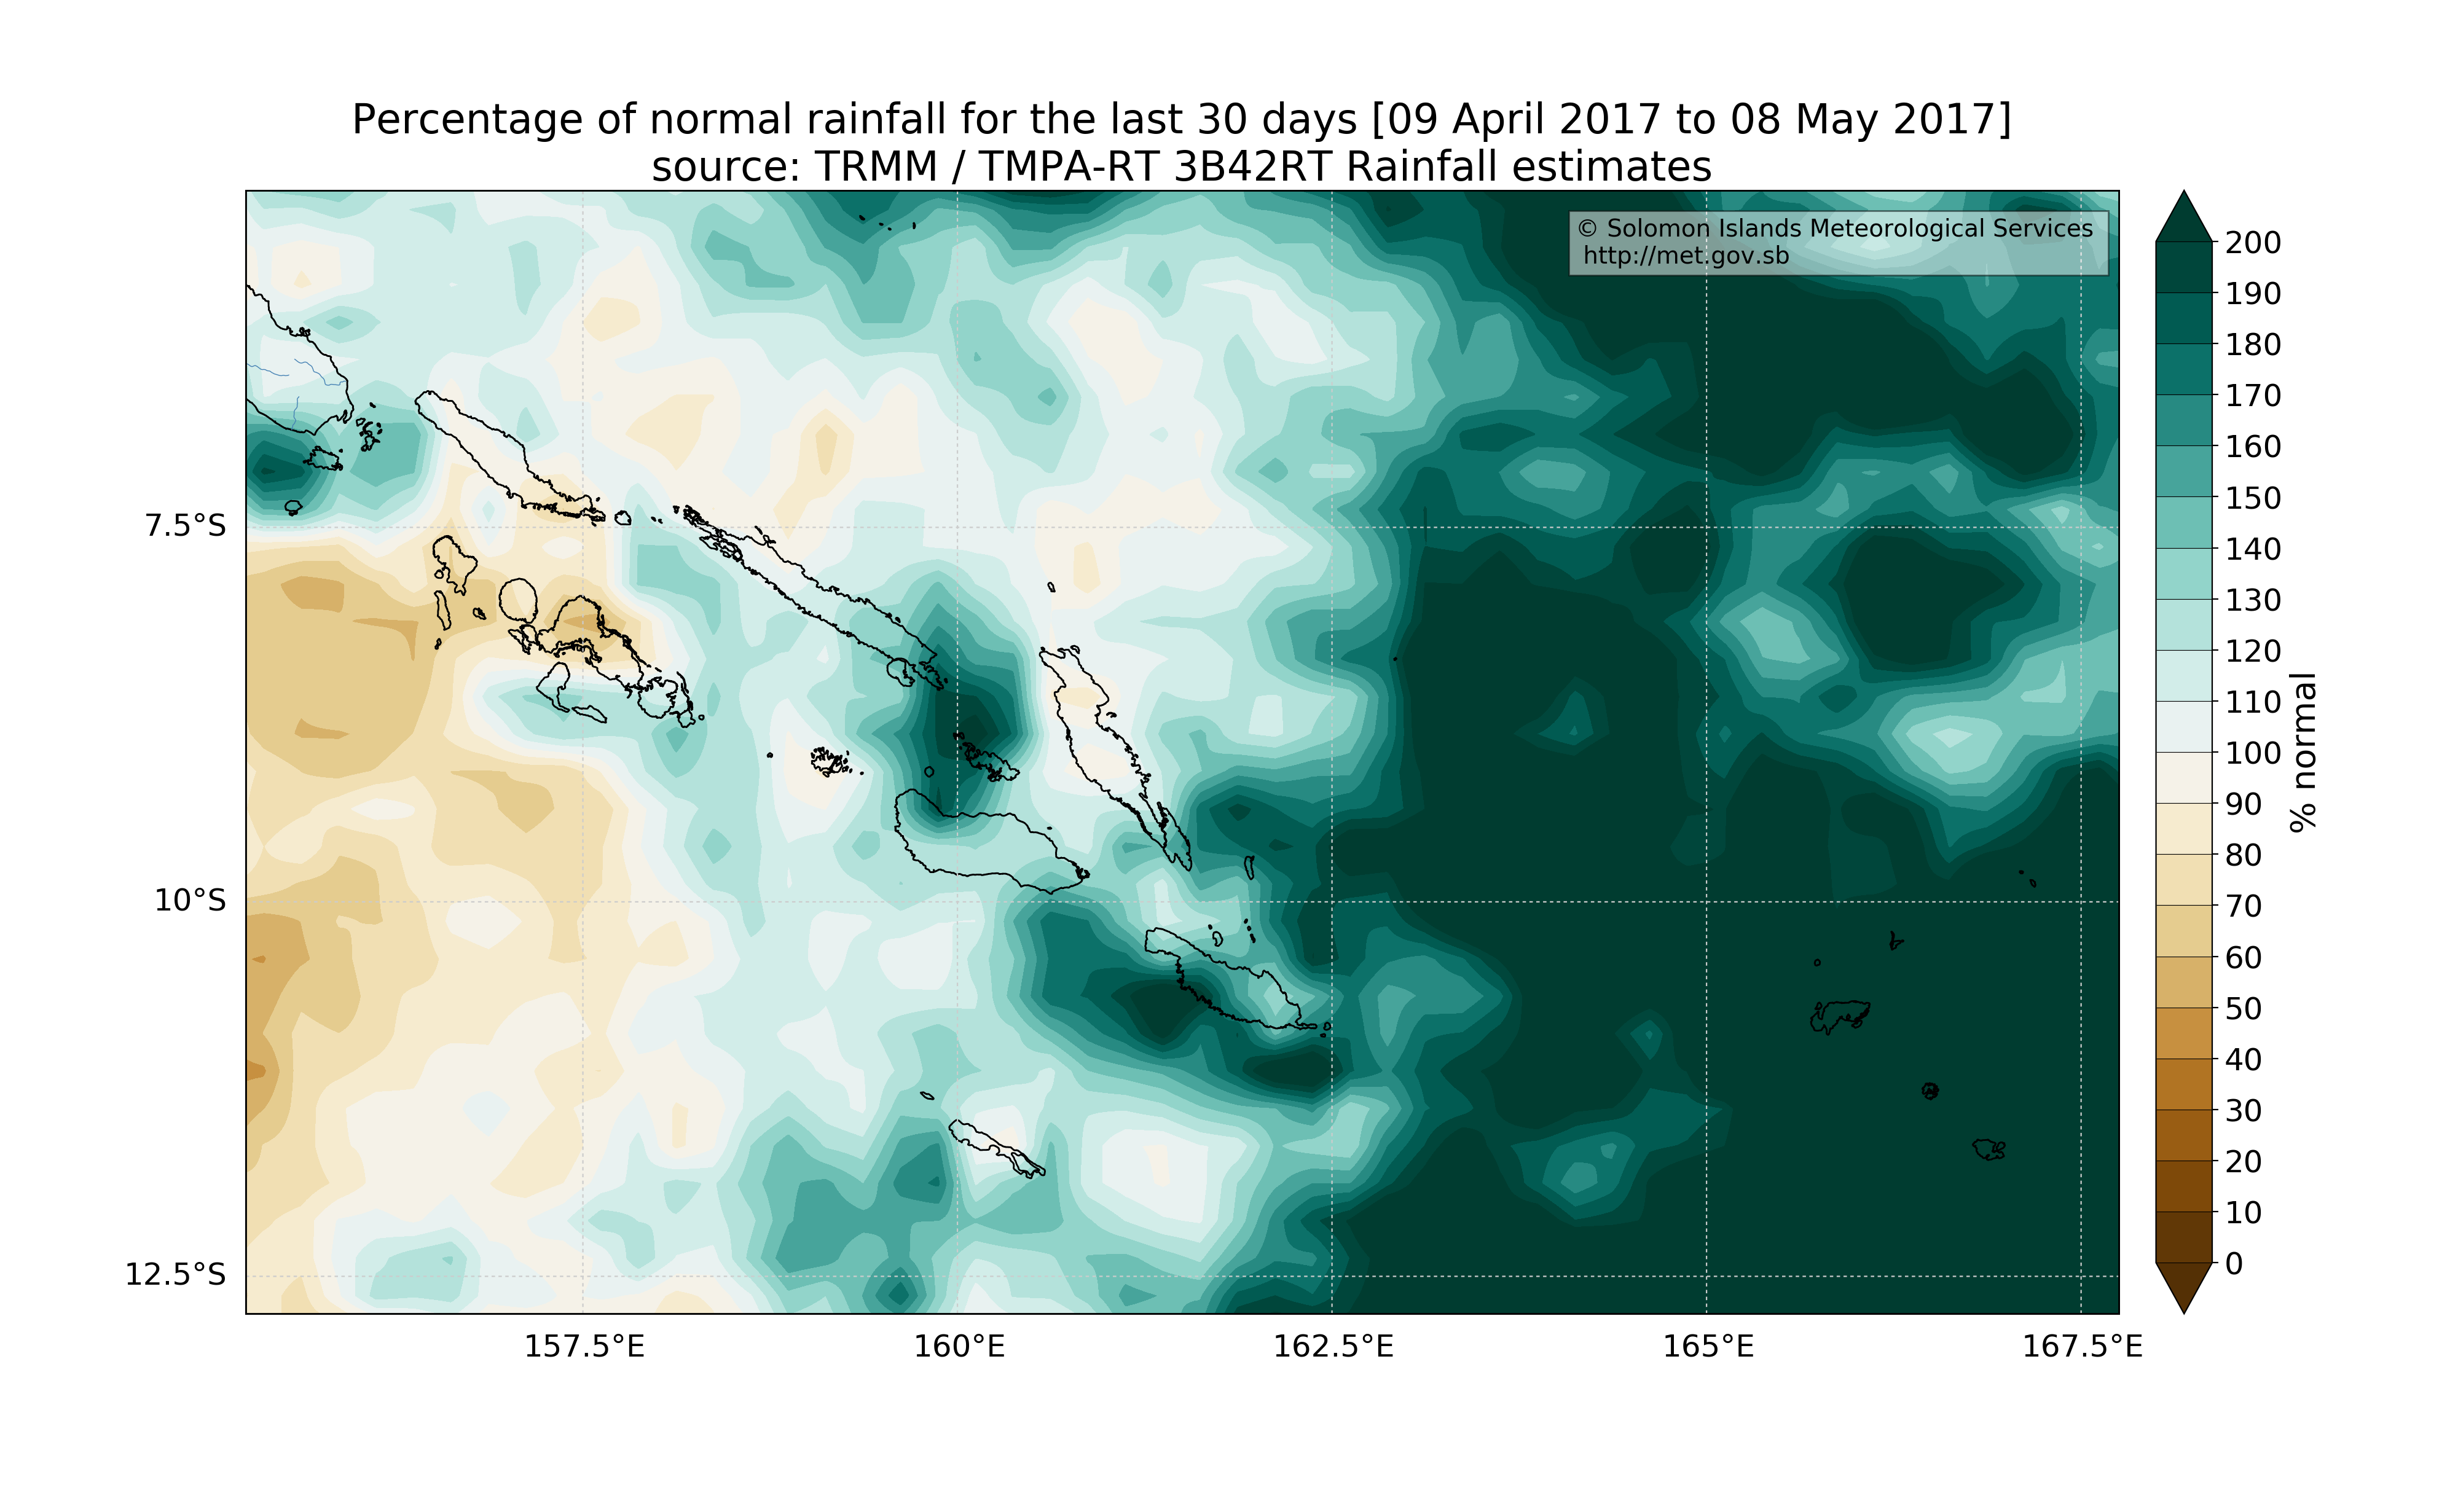 Percentage of normal rainfall for the last 30 days [09 April 2017 to 08 May 2017]
source: TRMM / TMPA-RT 3B42RT Rainfall estimates
© Solomon Islands Meteorological Services
http://met.gov.sb
7.5°S
10°S
12.5°S
157.5°E
160°E
162.5°E
165°E
167.5°E
200
190
180
170
160
150
140
130
120
110
100
90
80
70
60
50
40
30
20
10
0
% normal